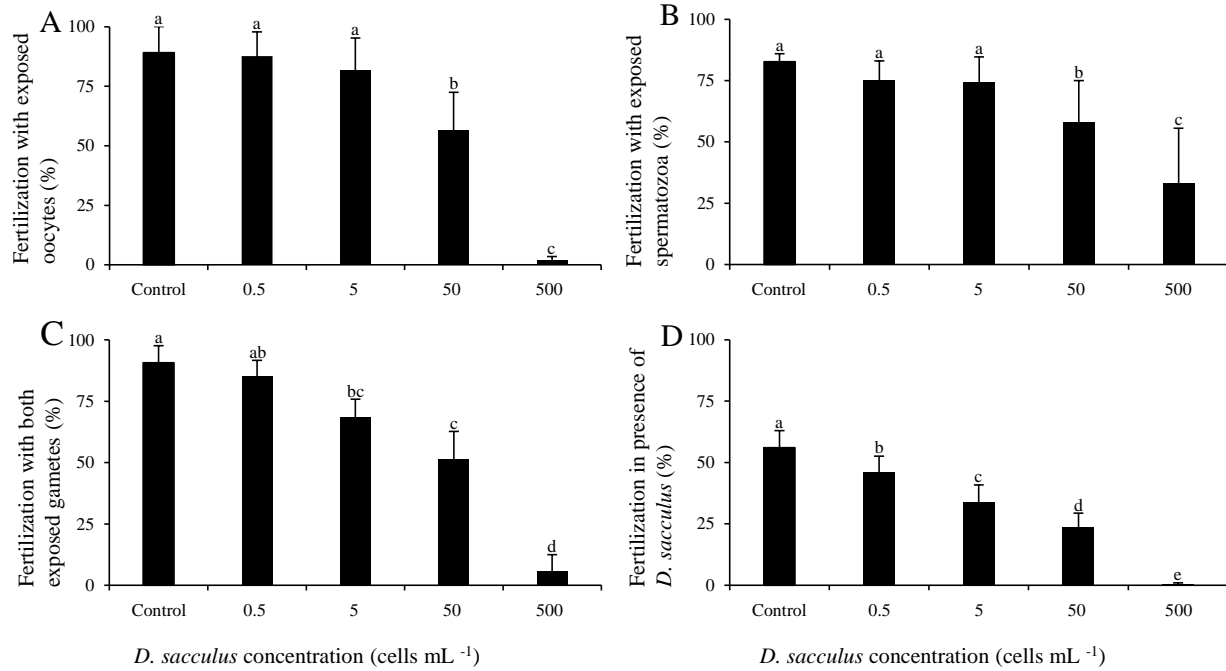 A
Fertilization with exposed
oocytes (%)
100
75
50
25
0
a
a
a
b
c
Control
0.5
5
50
500
B
Fertilization with exposed
spermatozoa (%)
100
75
50
25
0
a
a
a
b
c
Control
0.5
5
50
500
C
Fertilization with both
exposed gametes (%)
100
75
50
25
0
a
ab
bc
c
d
Control
0.5
5
50
500
D. sacculus concentration (cells mL -1)
D
Fertilization in presence of
D. sacculus (%)
100
75
50
25
0
a
b
c
d
e
Control
0.5
5
50
500
D. sacculus concentration (cells mL -1)